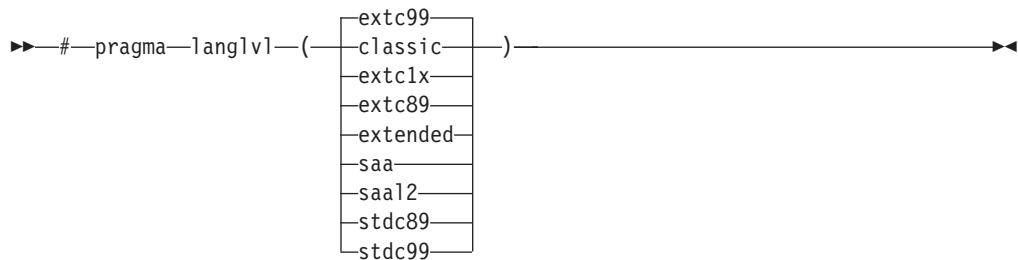 extc99
►►─#─pragma─langlvl─(─classic─)─►◄
extc1x
extc89
extended
saa
saal2
stdc89
stdc99